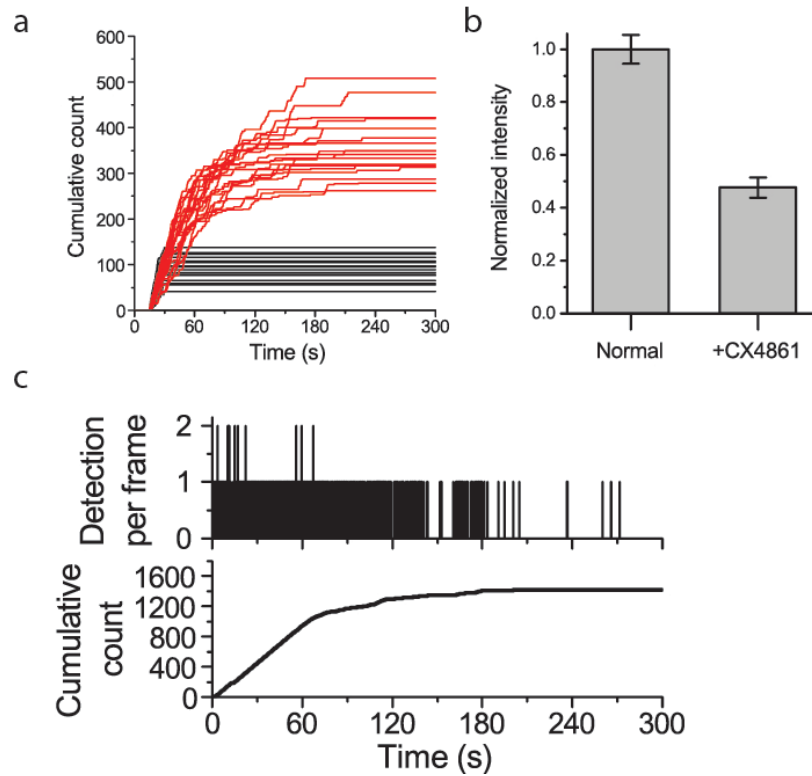 a
600
500
400
300
200
100
0
Cumulative count
0 60 120 180 240 300
Time (s)
b
1.0
0.8
0.6
0.4
0.2
0.0
Normalized intensity
Normal +CX4861
c
2
1
0
Detection
per frame
1600
1200
800
400
0
Cumulative
count
0 60 120 180 240 300
Time (s)